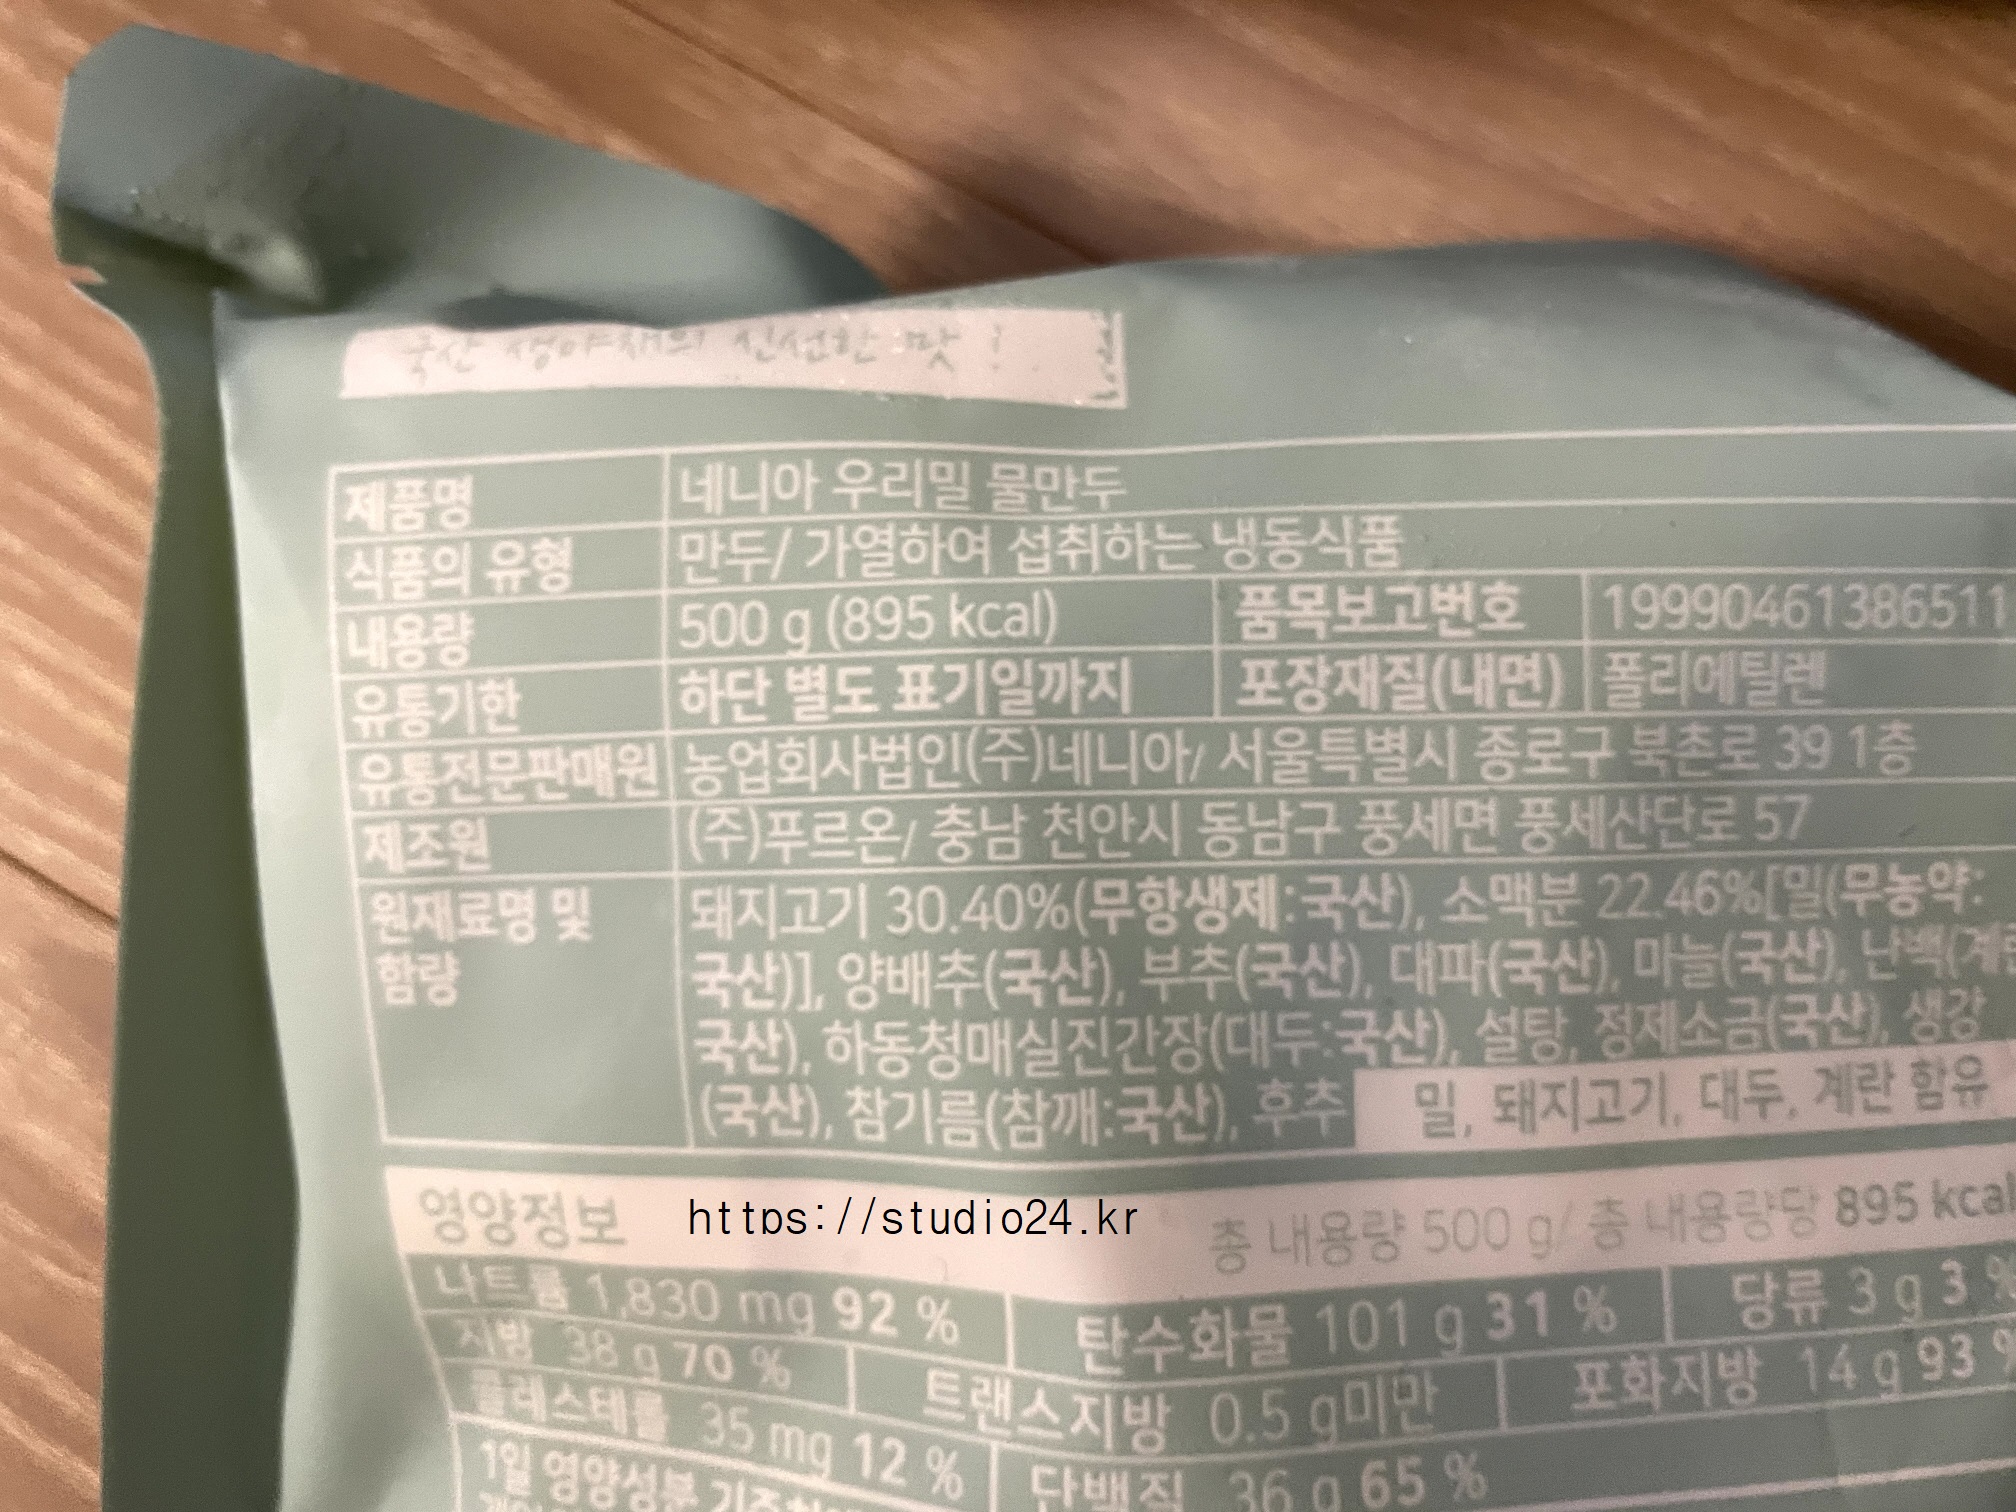 국산 생야채의 신선한 맛!
제품명 네니아 우리밀 물만두
식품의 유형 만두/ 가열하여 섭취하는 냉동식품
내용량 500 g (895 kcal) 품목보고번호 19990461386511
유통기한 하단 별도 표기일까지 포장재질(내면) 폴리에틸렌
유통전문판매원 농업회사법인(주)네니아/ 서울특별시 종로구 북촌로 39 1층
제조원 (주)푸르온/ 충남 천안시 동남구 풍세면 풍세산단로 57
원재료명 및 돼지고기 30.40%(무항생제:국산), 소맥분 22.46%[밀(무농약:
함량 국산)], 양배추(국산), 부추(국산), 대파(국산), 마늘(국산), 난백(계란
국산), 하동청매실진간장(대두:국산), 설탕, 정제소금(국산), 생강
(국산), 참기름(참깨:국산), 후추 밀, 돼지고기, 대두, 계란 함유
영양정보 https://studio24.kr 총 내용량 500 g/ 총 내용량당 895 kcal
나트륨 1,830 mg 92 % 탄수화물 101 g 31 % 당류 3 g 3 %
지방 38 g 70 % 트랜스지방 0.5 g미만 포화지방 14 g 93 %
콜레스테롤 35 mg 12 % 단백질 36 g 65 %
1일 영양성분